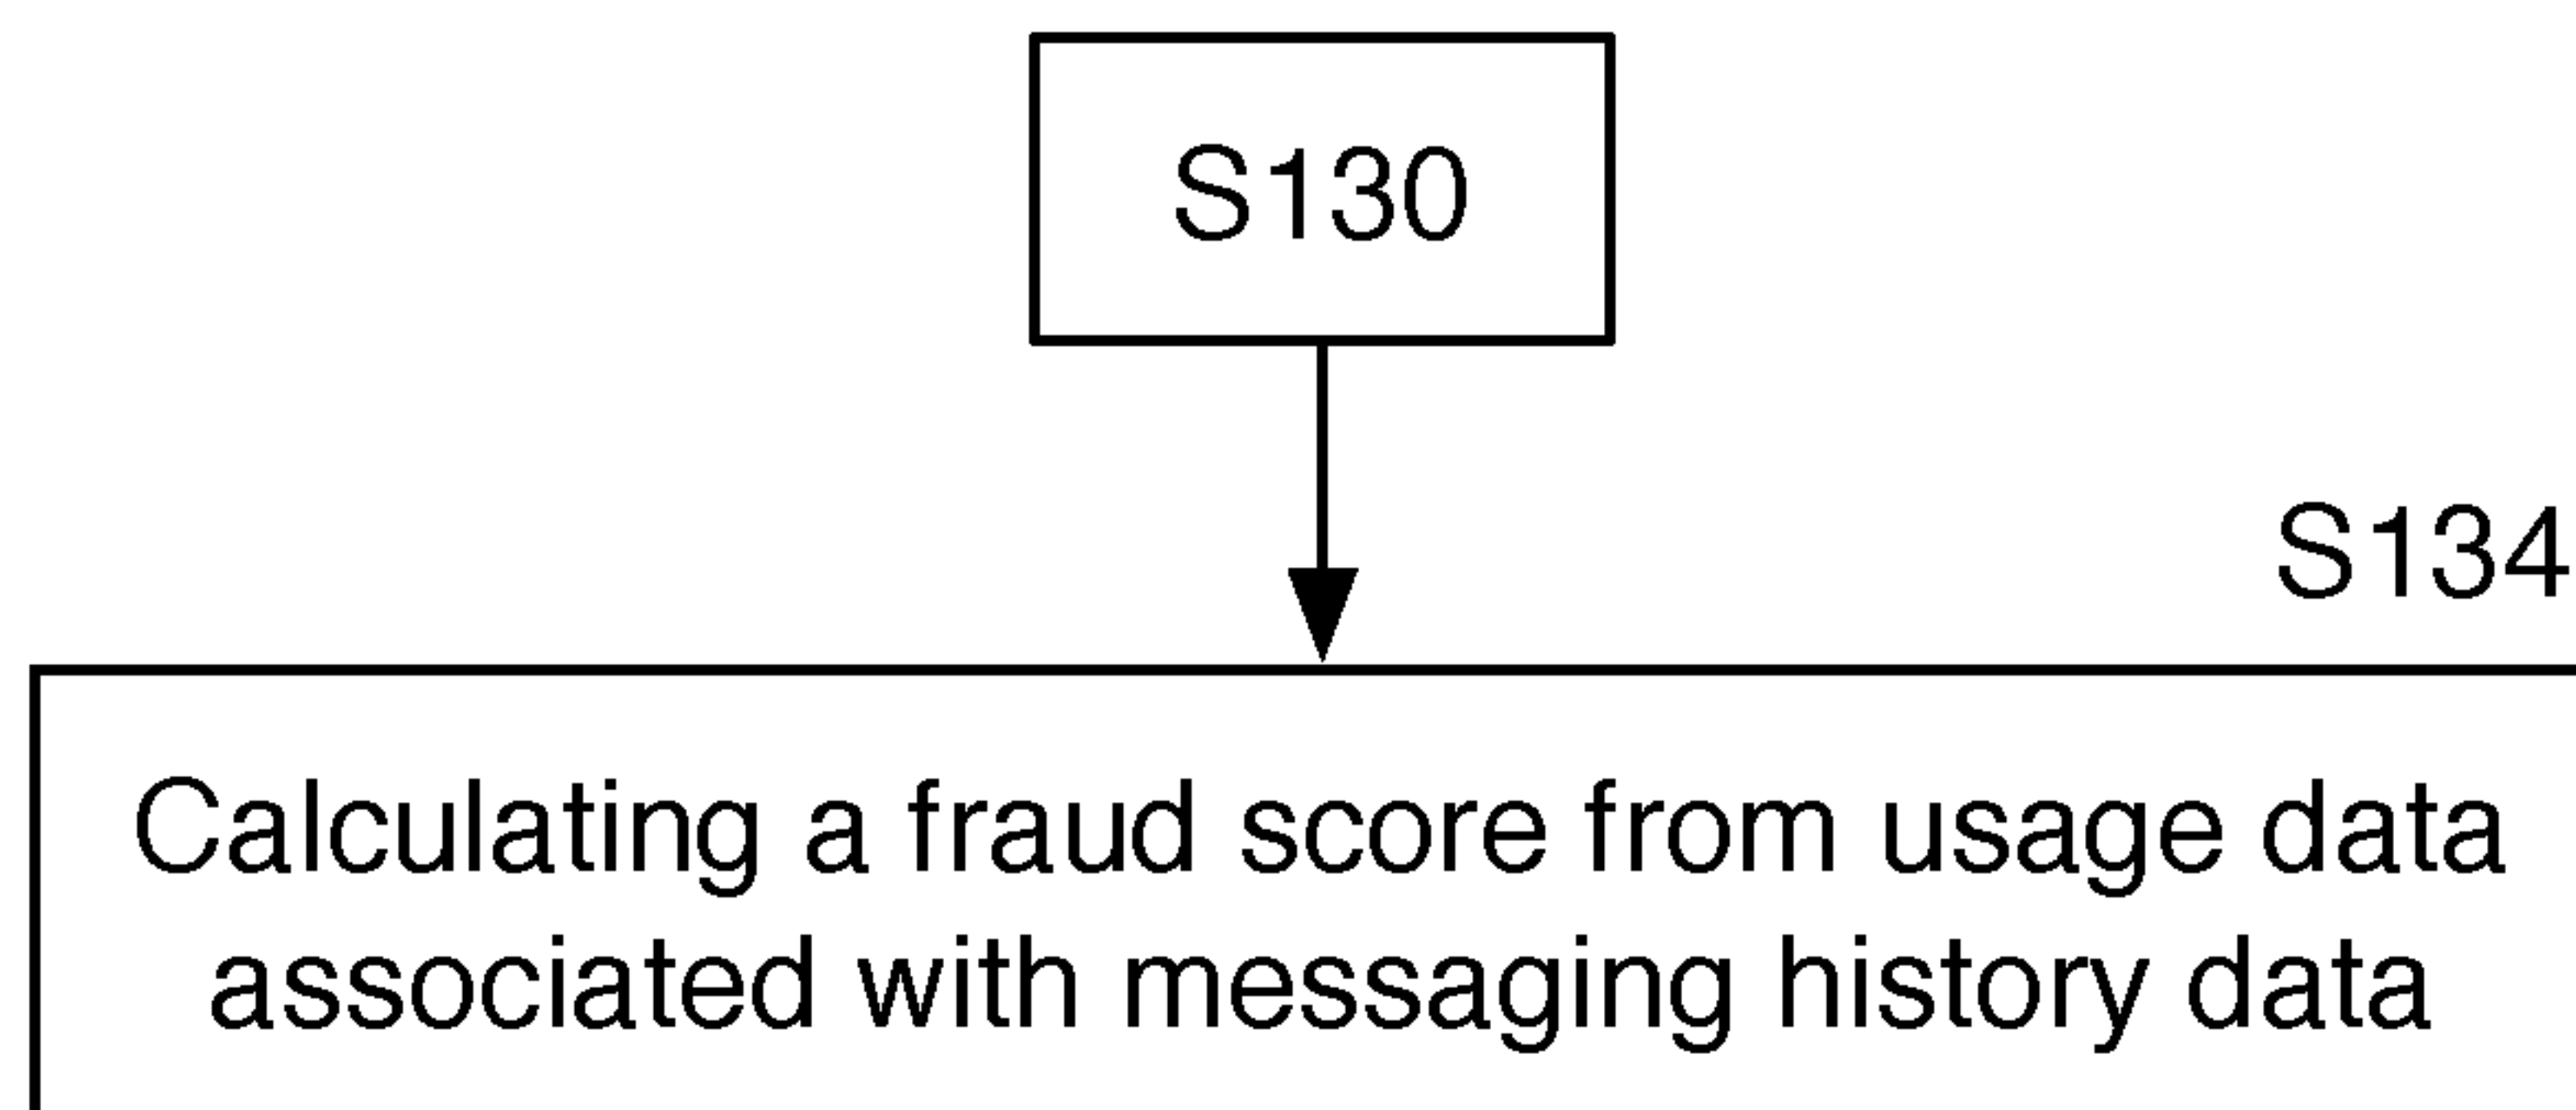 S130
S134
Calculating a fraud score from usage data
associated with messaging history data